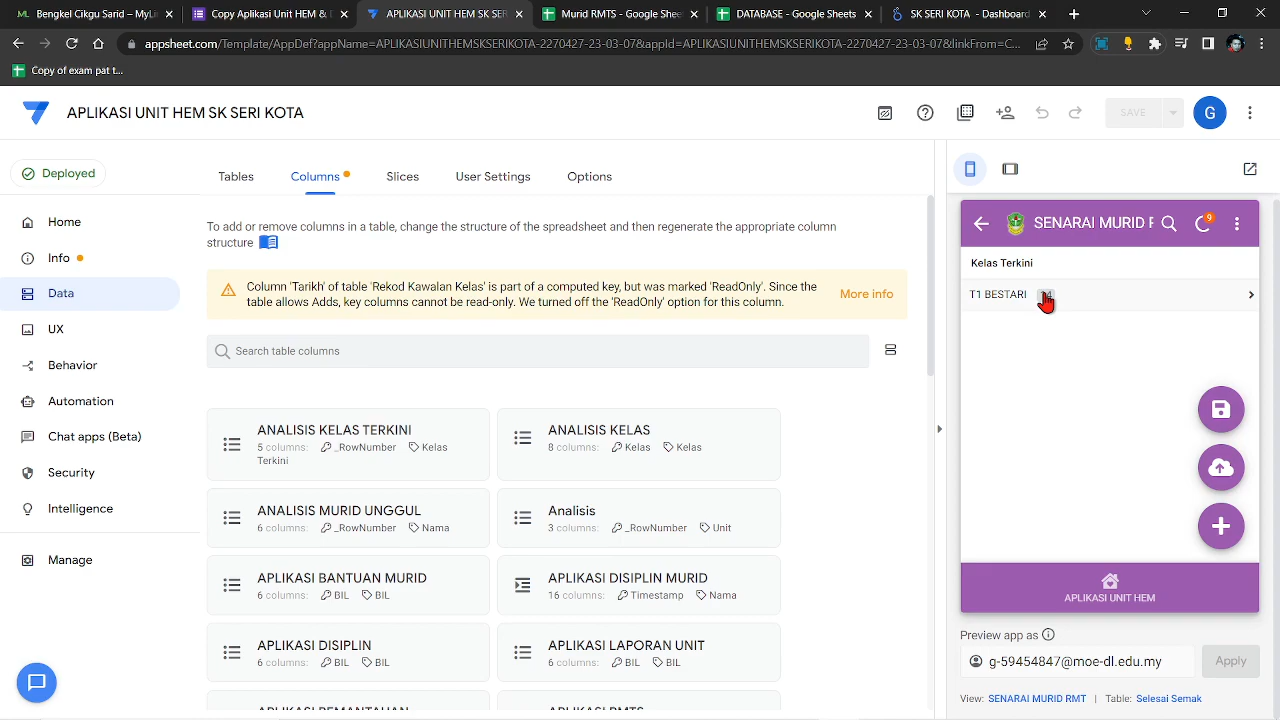 Bengkel Cikgu Sarid – MyLe
Copy Aplikasi Unit HEM & D
APLIKASI UNIT HEM SK SER
Murid RMTS - Google Sheet
DATABASE - Google Sheets
SK SERI KOTA - Dashboard
appsheet.com/Template/AppDef?appName=APLIKASIUNITHEMSKSERIKOTA-2270427-23-03-07&appId=APLIKASIUNITHEMSKSERIKOTA-2270427-23-03-07&linkFrom=C...
Copy of exam pat t...
APLIKASI UNIT HEM SK SERI KOTA
SAVE
G
Deployed
Home
Info
Data
UX
Behavior
Automation
Chat apps (Beta)
Security
Intelligence
Manage
Tables
Columns
Slices
User Settings
Options
To add or remove columns in a table, change the structure of the spreadsheet and then regenerate the appropriate column
structure
Column 'Tarikh' of table 'Rekod Kawalan Kelas' is part of a computed key, but was marked 'ReadOnly'. Since the
table allows Adds, key columns cannot be read-only. We turned off the 'ReadOnly' option for this column.
More info
Search table columns
ANALISIS KELAS TERKINI
5 columns: _RowNumber Kelas
Terkini
ANALISIS KELAS
8 columns: Kelas Kelas
ANALISIS MURID UNGGUL
6 columns: _RowNumber Nama
Analisis
3 columns: _RowNumber Unit
APLIKASI BANTUAN MURID
6 columns: BIL BIL
APLIKASI DISIPLIN MURID
16 columns: Timestamp Nama
APLIKASI DISIPLIN
6 columns: BIL BIL
APLIKASI LAPORAN UNIT
6 columns: BIL BIL
APLIKASI PEMANTAUAN
APLIKASI RMTS
SENARAI MURID R
9
Kelas Terkini
T1 BESTARI
APLIKASI UNIT HEM
Preview app as
g-59454847@moe-dl.edu.my
Apply
View: SENARAI MURID RMT | Table: Selesai Semak